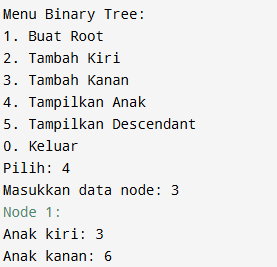 Menu Binary Tree:
1. Buat Root
2. Tambah Kiri
3. Tambah Kanan
4. Tampilkan Anak
5. Tampilkan Descendant
0. Keluar
Pilih: 4
Masukkan data node: 3
Node 1:
Anak kiri: 3
Anak kanan: 6